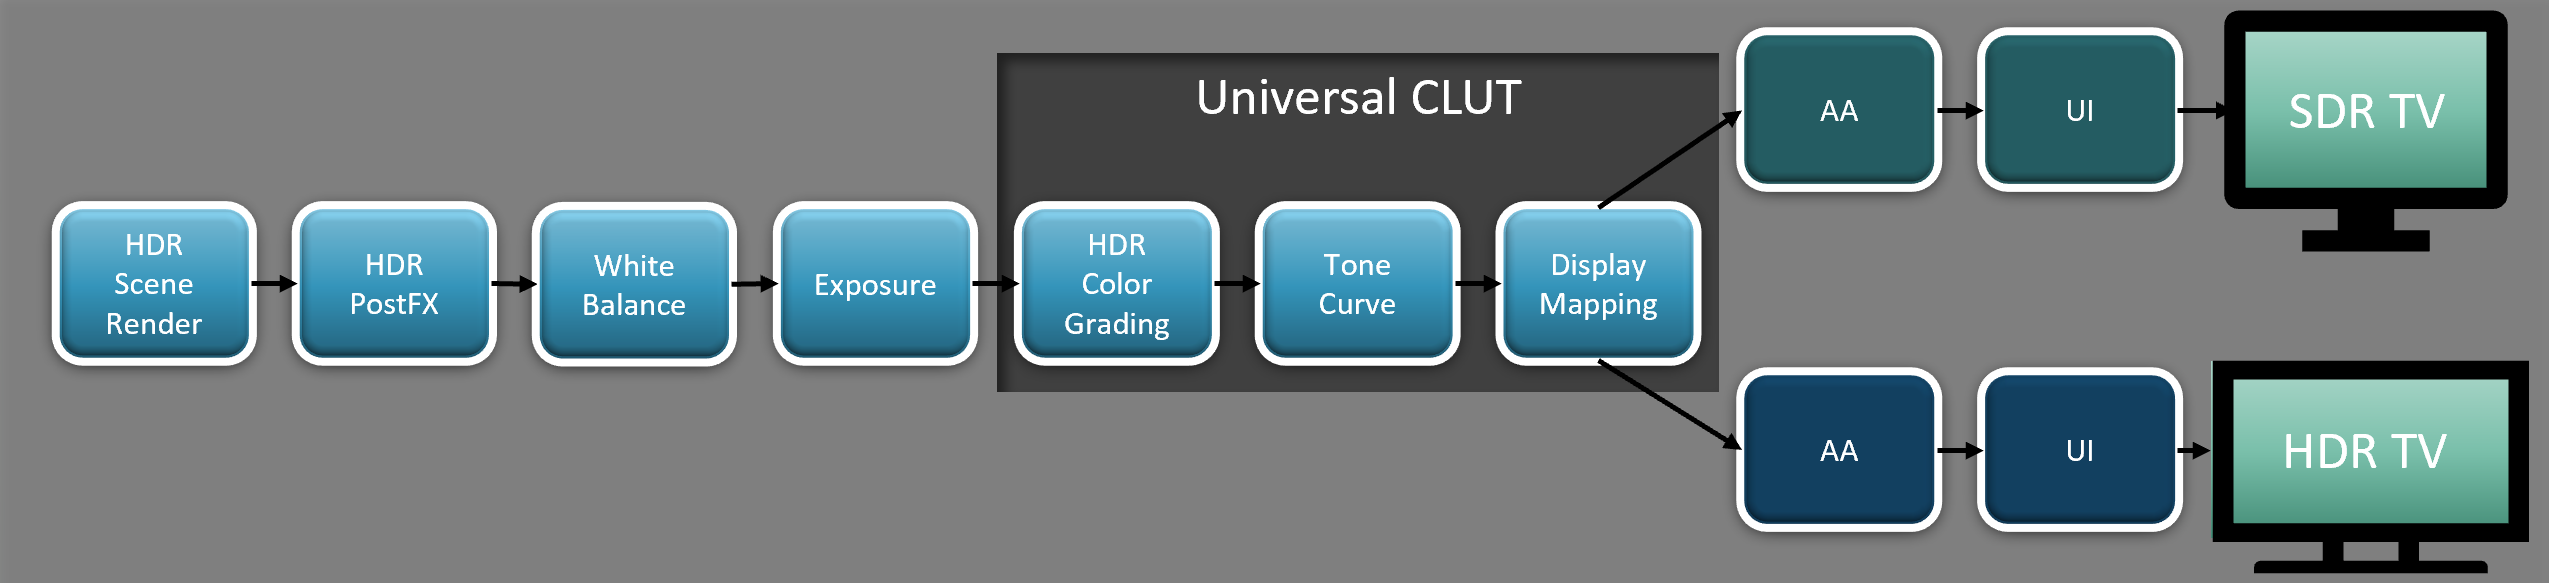 Universal CLUT
HDR
Scene
Render
HDR
PostFX
White
Balance
Exposure
HDR
Color
Grading
Tone
Curve
Display
Mapping
AA
UI
SDR TV
AA
UI
HDR TV